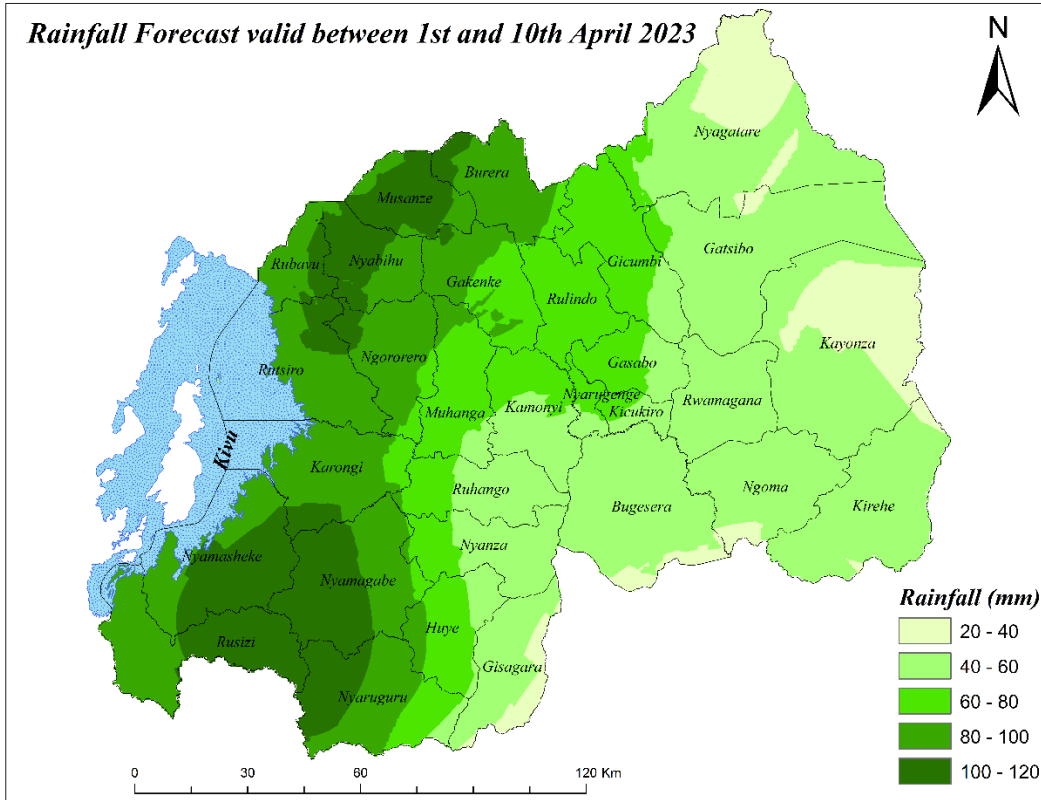 Rainfall Forecast valid between 1st and 10th April 2023
N
Nyagatare
Burera
Musanze
Gatsibo
Gicumbi
Rubavu
Nyabihu
Gakenke
Rulindo
Kayonza
Ngororero
Gasabo
Rutsiro
Nyarugenge
Rwamagana
Muhanga
Kamonyi
Kicukiro
Kivu
Karongi
Ruhango
Ngoma
Kirehe
Bugesera
Nyanza
Nyamasheke
Nyamagabe
Huye
Rusizi
Gisagara
Nyaruguru
Rainfall (mm)
20 - 40
40 - 60
60 - 80
80 - 100
100 - 120
0 30 60 120 Km